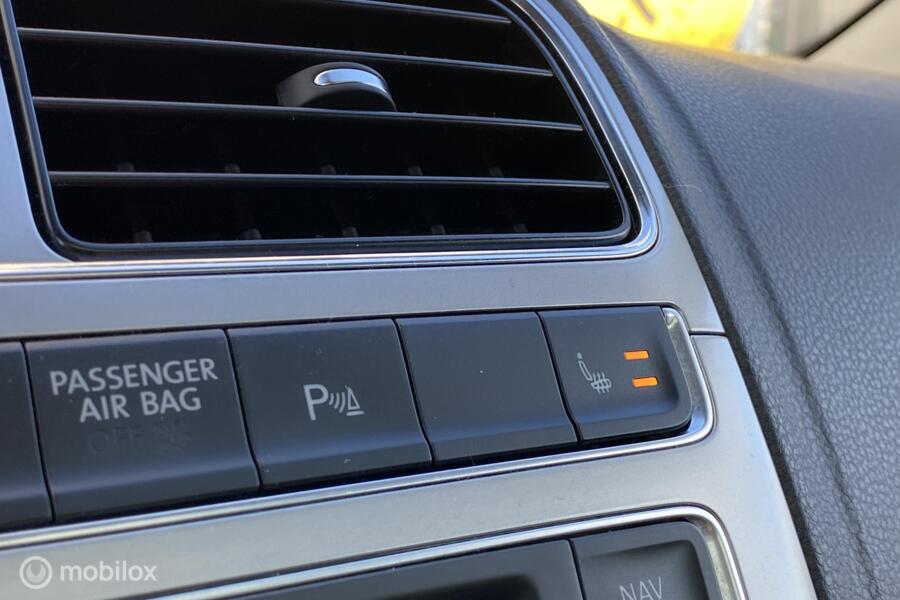 PASSENGER
AIR BAG
OFF
P
NAV
mobilox